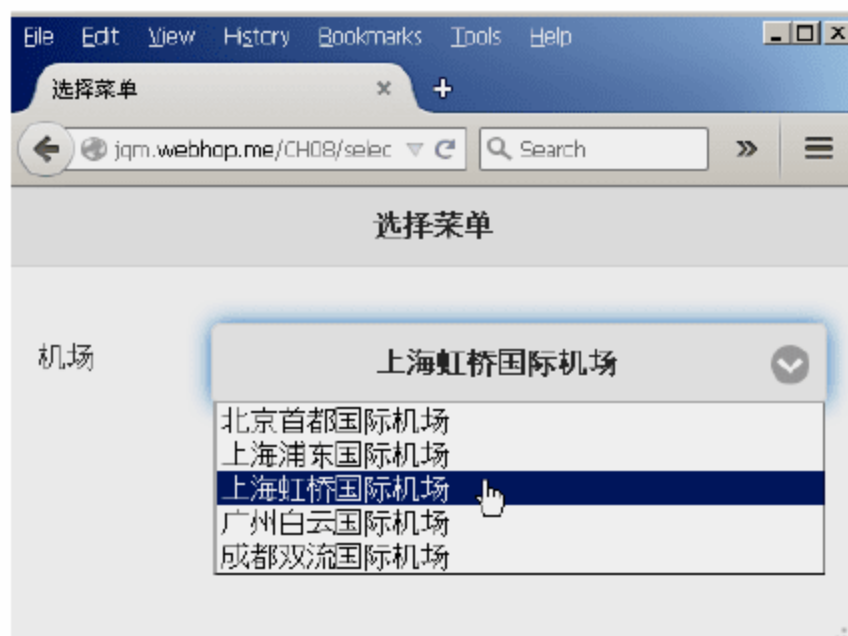 File Edit View History Bookmarks Tools Help
选择菜单
jqm.webhop.me/CH08/selec Search
选择菜单
机场 上海虹桥国际机场
北京首都国际机场
上海浦东国际机场
上海虹桥国际机场
广州白云国际机场
成都双流国际机场